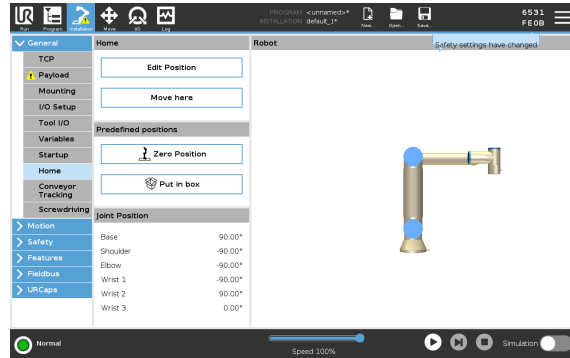 PROGRAM <unnamed>*
INSTALLATION default_1*
Run
Program
Installation
Move
I/O
Log
New...
Open...
Save...
6531
FE0B
Safety settings have changed
General
TCP
Payload
Mounting
I/O Setup
Tool I/O
Variables
Startup
Home
Conveyor
Tracking
Screwdriving
Motion
Safety
Features
Fieldbus
URCaps
Home
Edit Position
Move here
Predefined positions
Zero Position
Put in box
Joint Position
Base 90.00°
Shoulder -90.00°
Elbow -90.00°
Wrist 1 -90.00°
Wrist 2 90.00°
Wrist 3 0.00°
Robot
Normal
Speed 100%
Simulation